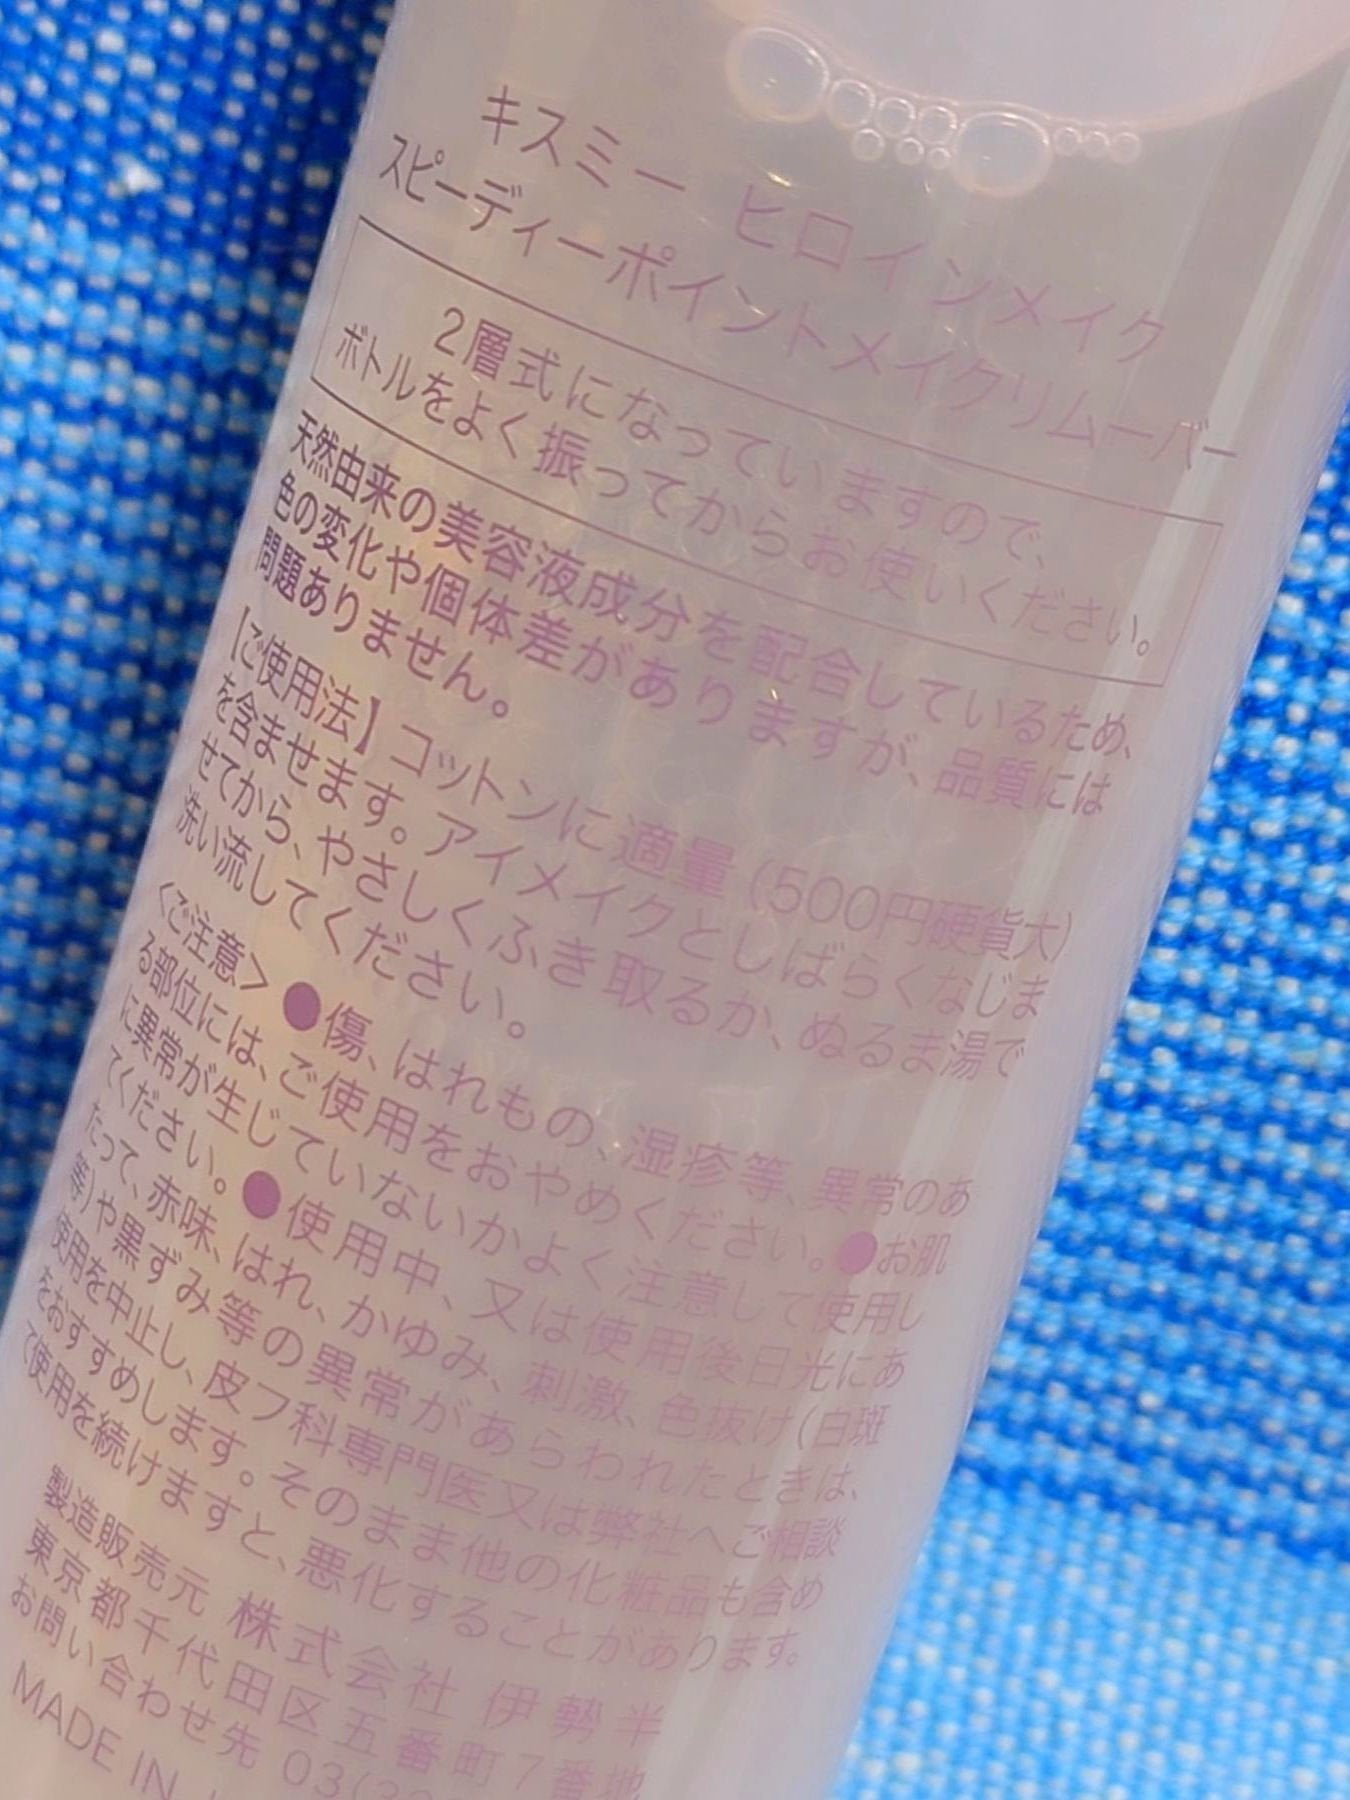 キスミー ヒロインメイク
スピーディーポイントメイクリムーバー
2層式になっていますので、
ボトルをよく振ってからお使いください。
天然由来の美容液成分を配合しているため、
色の変化や個体差がありますが、品質には
問題ありません。
【ご使用法】コットンに適量(500円硬貨大)
を含ませます。アイメイクとしばらくなじま
せてから、やさしくふき取るか、ぬるま湯で
洗い流してください。
〈ご注意〉●傷、はれもの、湿疹等、異常のあ
る部位には、ご使用をおやめください。●お肌
に異常が生じていないかよく注意して使用し
てください。●使用中、又は使用後日光にあ
たって、赤味、はれ、かゆみ、刺激、色抜け(白斑
等)や黒ずみ等の異常があらわれたときは、
使用を中止し、皮フ科専門医又は弊社へご相談
をおすすめします。そのまま他の化粧品も含め
て使用を続けますと、悪化することがあります。
製造販売元 株式会社 伊勢半
東京都千代田区五番町7番地
お問い合わせ先 03(
MADE IN